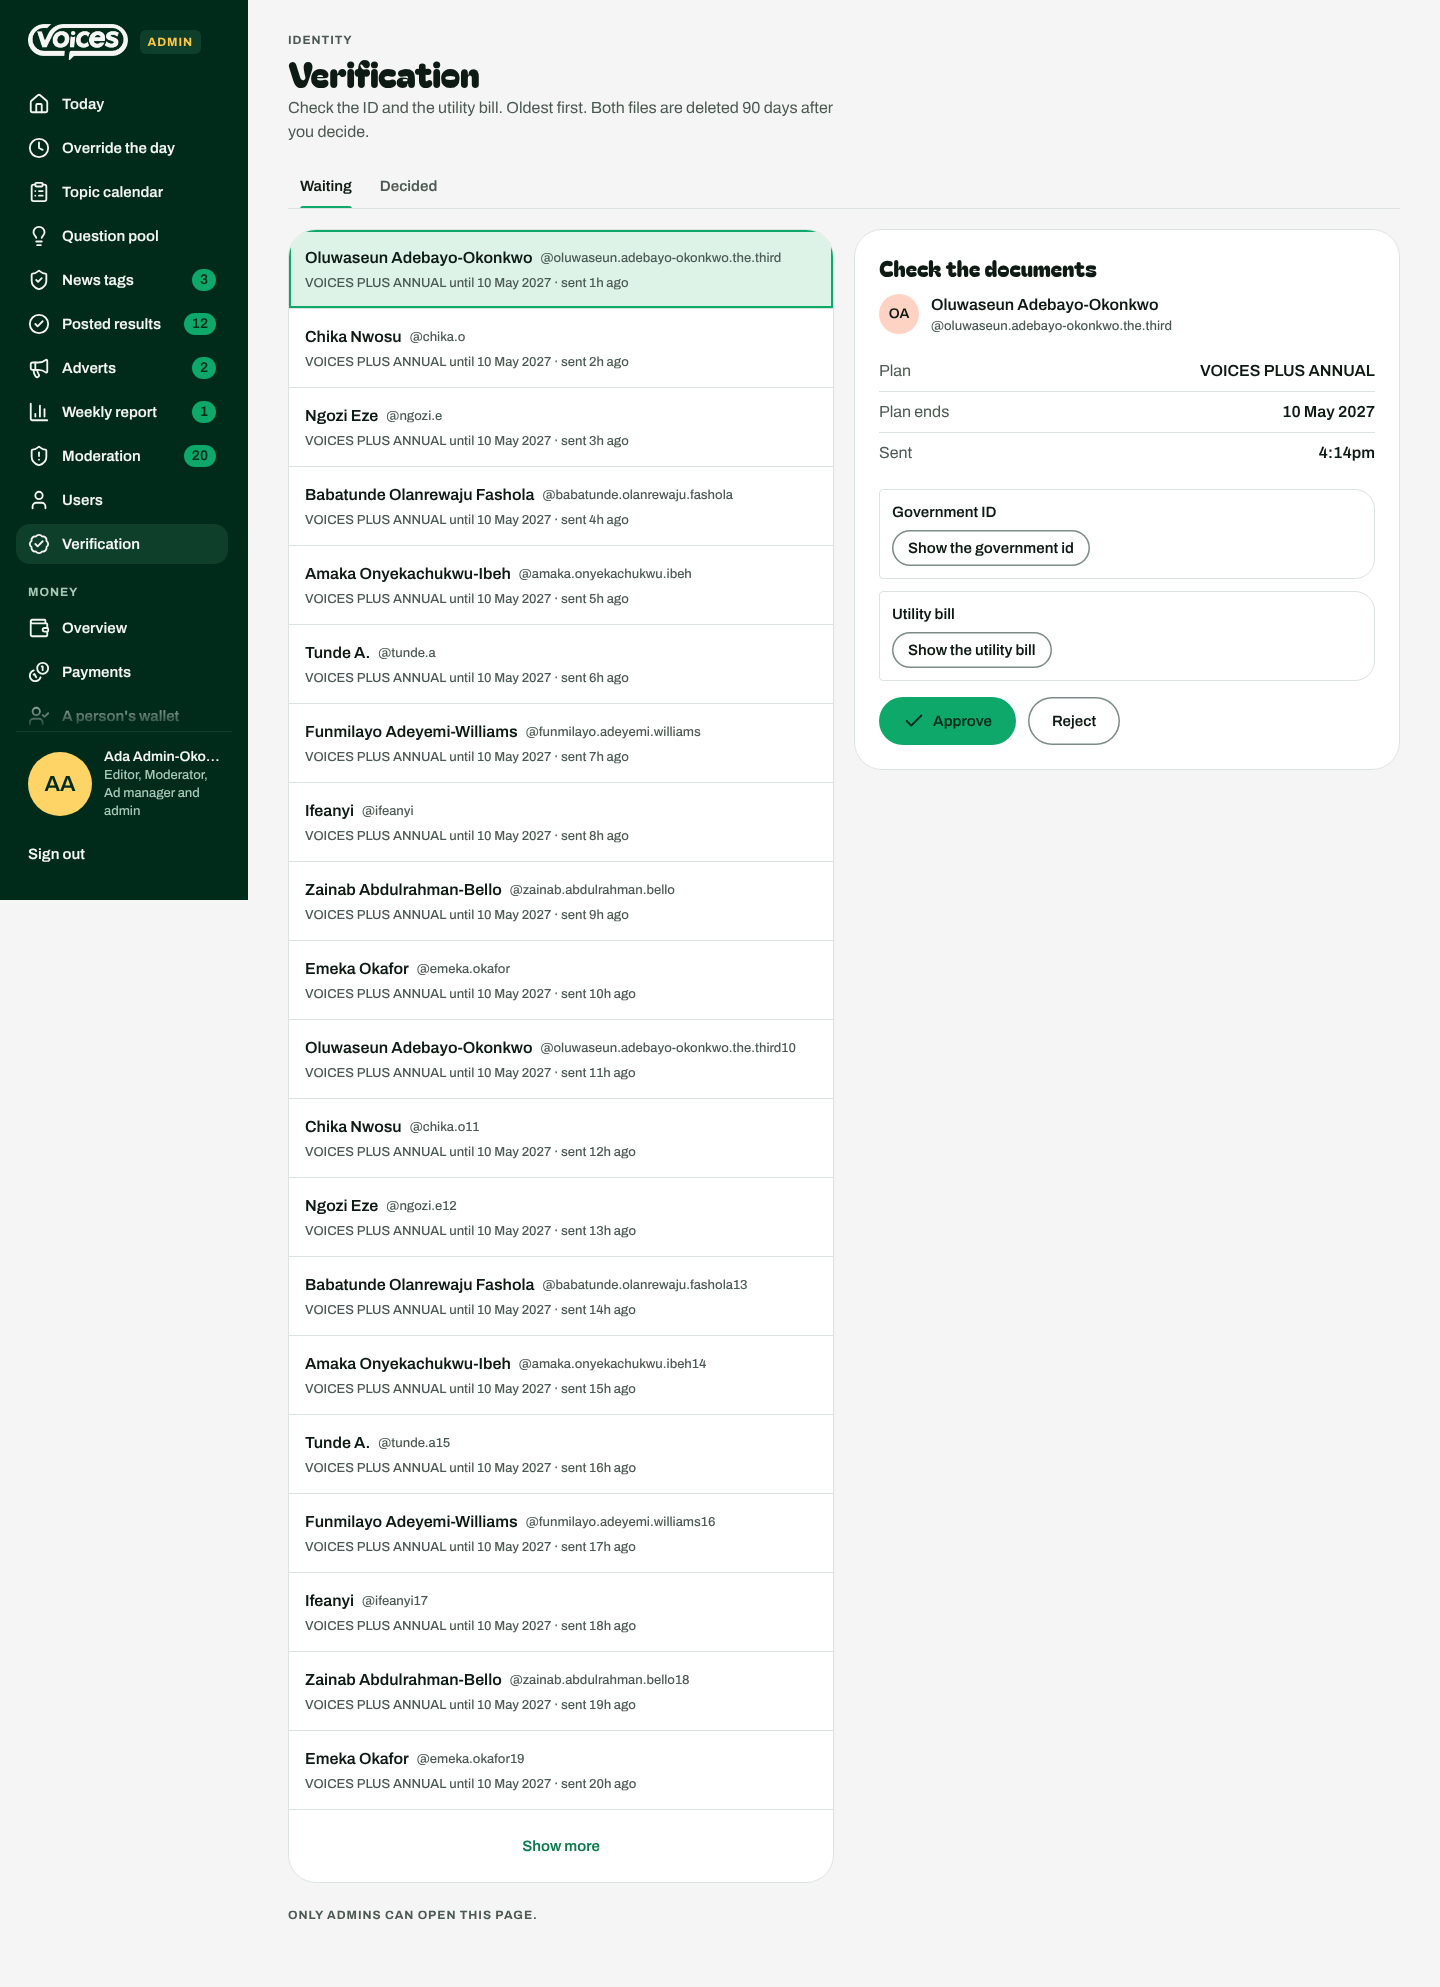 Voices
ADMIN
Today
Override the day
Topic calendar
Question pool
News tags 3
Posted results 12
Adverts 2
Weekly report 1
Moderation 20
Users
Verification
MONEY
Overview
Payments
A person's wallet
AA
Ada Admin-Oko...
Editor, Moderator,
Ad manager and
admin
Sign out
IDENTITY
Verification
Check the ID and the utility bill. Oldest first. Both files are deleted 90 days after
you decide.
Waiting Decided
Oluwaseun Adebayo-Okonkwo @oluwaseun.adebayo-okonkwo.the.third
VOICES PLUS ANNUAL until 10 May 2027 · sent 1h ago
Chika Nwosu @chika.o
VOICES PLUS ANNUAL until 10 May 2027 · sent 2h ago
Ngozi Eze @ngozi.e
VOICES PLUS ANNUAL until 10 May 2027 · sent 3h ago
Babatunde Olanrewaju Fashola @babatunde.olanrewaju.fashola
VOICES PLUS ANNUAL until 10 May 2027 · sent 4h ago
Amaka Onyekachukwu-Ibeh @amaka.onyekachukwu.ibeh
VOICES PLUS ANNUAL until 10 May 2027 · sent 5h ago
Tunde A. @tunde.a
VOICES PLUS ANNUAL until 10 May 2027 · sent 6h ago
Funmilayo Adeyemi-Williams @funmilayo.adeyemi.williams
VOICES PLUS ANNUAL until 10 May 2027 · sent 7h ago
Ifeanyi @ifeanyi
VOICES PLUS ANNUAL until 10 May 2027 · sent 8h ago
Zainab Abdulrahman-Bello @zainab.abdulrahman.bello
VOICES PLUS ANNUAL until 10 May 2027 · sent 9h ago
Emeka Okafor @emeka.okafor
VOICES PLUS ANNUAL until 10 May 2027 · sent 10h ago
Oluwaseun Adebayo-Okonkwo @oluwaseun.adebayo-okonkwo.the.third10
VOICES PLUS ANNUAL until 10 May 2027 · sent 11h ago
Chika Nwosu @chika.o11
VOICES PLUS ANNUAL until 10 May 2027 · sent 12h ago
Ngozi Eze @ngozi.e12
VOICES PLUS ANNUAL until 10 May 2027 · sent 13h ago
Babatunde Olanrewaju Fashola @babatunde.olanrewaju.fashola13
VOICES PLUS ANNUAL until 10 May 2027 · sent 14h ago
Amaka Onyekachukwu-Ibeh @amaka.onyekachukwu.ibeh14
VOICES PLUS ANNUAL until 10 May 2027 · sent 15h ago
Tunde A. @tunde.a15
VOICES PLUS ANNUAL until 10 May 2027 · sent 16h ago
Funmilayo Adeyemi-Williams @funmilayo.adeyemi.williams16
VOICES PLUS ANNUAL until 10 May 2027 · sent 17h ago
Ifeanyi @ifeanyi17
VOICES PLUS ANNUAL until 10 May 2027 · sent 18h ago
Zainab Abdulrahman-Bello @zainab.abdulrahman.bello18
VOICES PLUS ANNUAL until 10 May 2027 · sent 19h ago
Emeka Okafor @emeka.okafor19
VOICES PLUS ANNUAL until 10 May 2027 · sent 20h ago
Show more
ONLY ADMINS CAN OPEN THIS PAGE.
Check the documents
OA
Oluwaseun Adebayo-Okonkwo
@oluwaseun.adebayo-okonkwo.the.third
Plan VOICES PLUS ANNUAL
Plan ends 10 May 2027
Sent 4:14pm
Government ID
Show the government id
Utility bill
Show the utility bill
Approve Reject